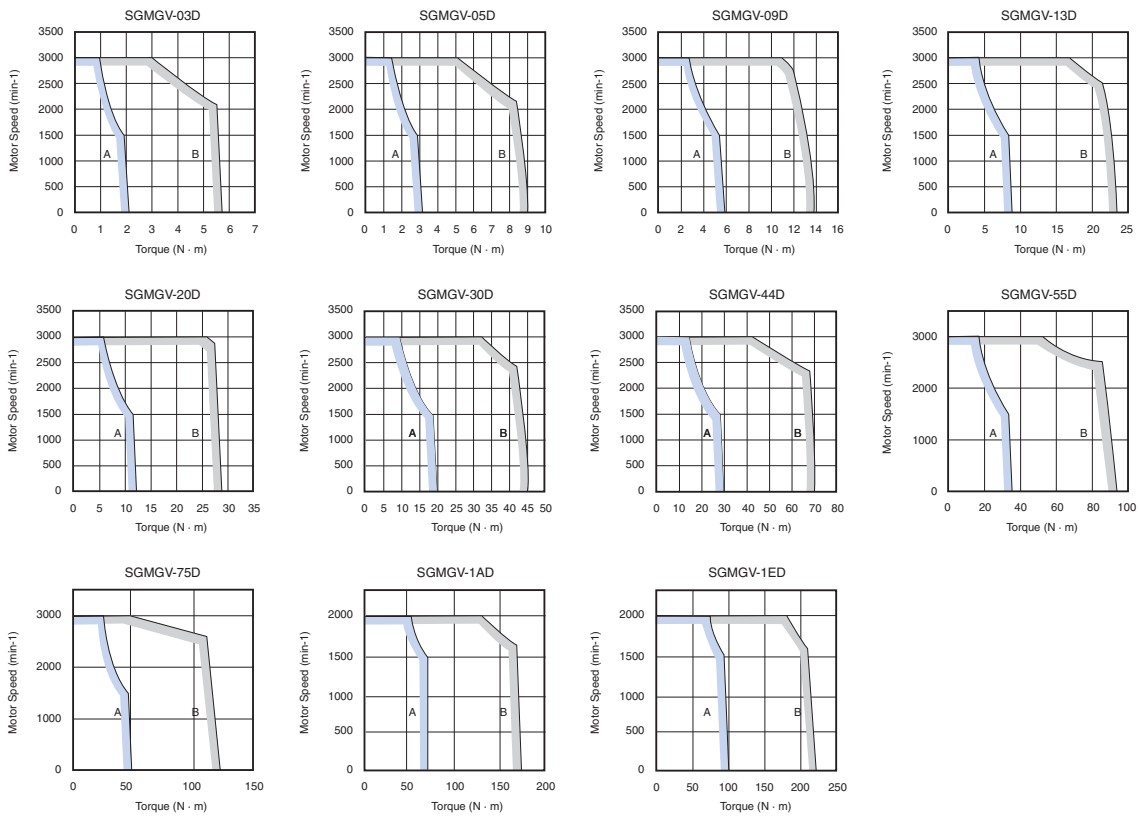 SGMGV-03D
3500
3000
2500
2000
1500
1000
500
0
Motor Speed (min-1)
A
B
0 1 2 3 4 5 6 7
Torque (N · m)
SGMGV-05D
3500
3000
2500
2000
1500
1000
500
0
Motor Speed (min-1)
A
B
0 1 2 3 4 5 6 7 8 9 10
Torque (N · m)
SGMGV-09D
3500
3000
2500
2000
1500
1000
500
0
Motor Speed (min-1)
A
B
0 2 4 6 8 10 12 14 16
Torque (N · m)
SGMGV-13D
3500
3000
2500
2000
1500
1000
500
0
Motor Speed (min-1)
A
B
0 5 10 15 20 25
Torque (N · m)
SGMGV-20D
3500
3000
2500
2000
1500
1000
500
0
Motor Speed (min-1)
A
B
0 5 10 15 20 25 30 35
Torque (N · m)
SGMGV-30D
3500
3000
2500
2000
1500
1000
500
0
Motor Speed (min-1)
A
B
0 5 10 15 20 25 30 35 40 45 50
Torque (N · m)
SGMGV-44D
3500
3000
2500
2000
1500
1000
500
0
Motor Speed (min-1)
A
B
0 10 20 30 40 50 60 70 80
Torque (N · m)
SGMGV-55D
3000
2000
1000
0
Motor Speed (min-1)
A
B
0 20 40 60 80 100
Torque (N · m)
SGMGV-75D
3000
2000
1000
0
Motor Speed (min-1)
A
B
0 50 100 150
Torque (N · m)
SGMGV-1AD
2000
1500
1000
500
0
Motor Speed (min-1)
A
B
0 50 100 150 200
Torque (N · m)
SGMGV-1ED
2000
1500
1000
500
0
Motor Speed (min-1)
A
B
0 50 100 150 200 250
Torque (N · m)